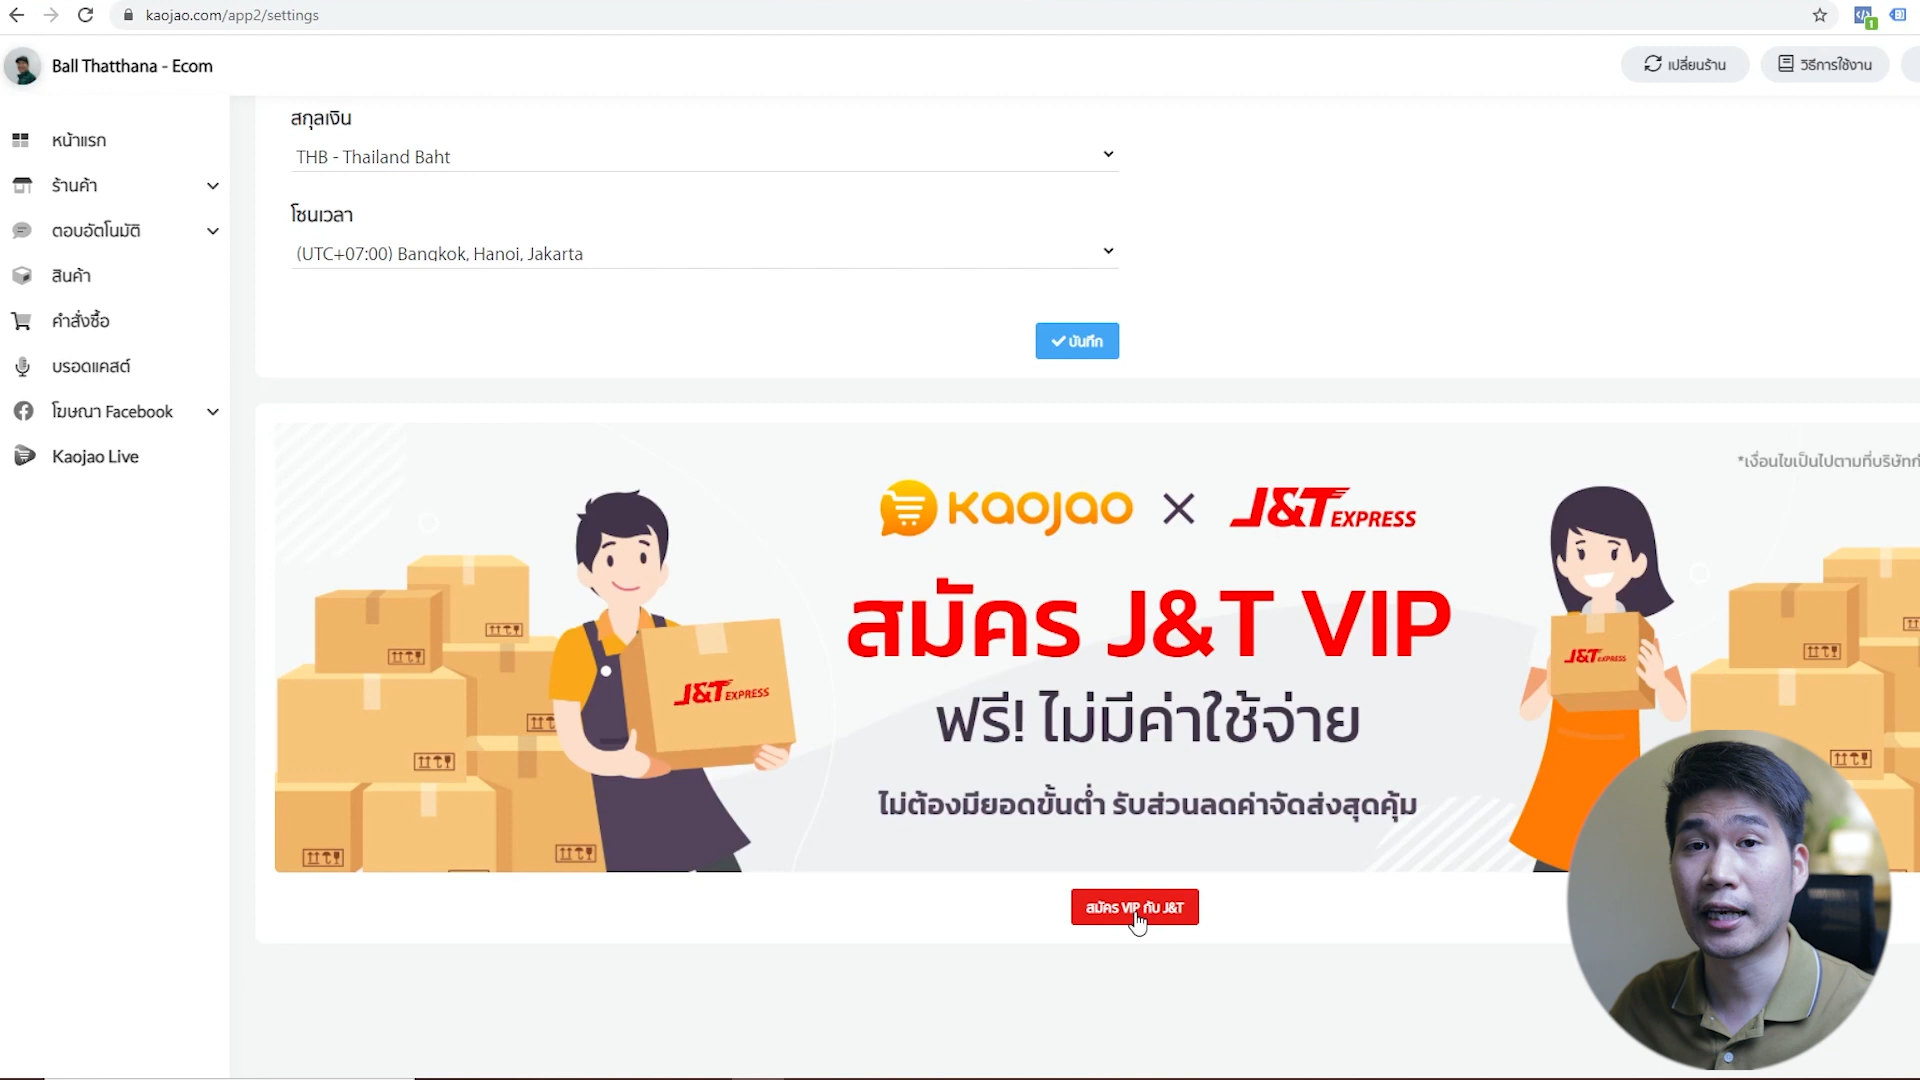 kaojao.com/app2/settings
Ball Thatthana - Ecom
เปลี่ยนร้าน
วิธีการใช้งาน
หน้าแรก
ร้านค้า
ตอบอัตโนมัติ
สินค้า
คำสั่งซื้อ
บรอดแคสต์
โฆษณา Facebook
Kaojao Live
สกุลเงิน
THB - Thailand Baht
โซนเวลา
(UTC+07:00) Bangkok, Hanoi, Jakarta
บันทึก
*เงื่อนไขเป็นไปตามที่บริษัท
kaojao × J&T EXPRESS
สมัคร J&T VIP
ฟรี! ไม่มีค่าใช้จ่าย
ไม่ต้องมียอดขั้นต่ำ รับส่วนลดค่าจัดส่งสุดคุ้ม
J&T EXPRESS
J&T EXPRESS
สมัคร VIP กับ J&T